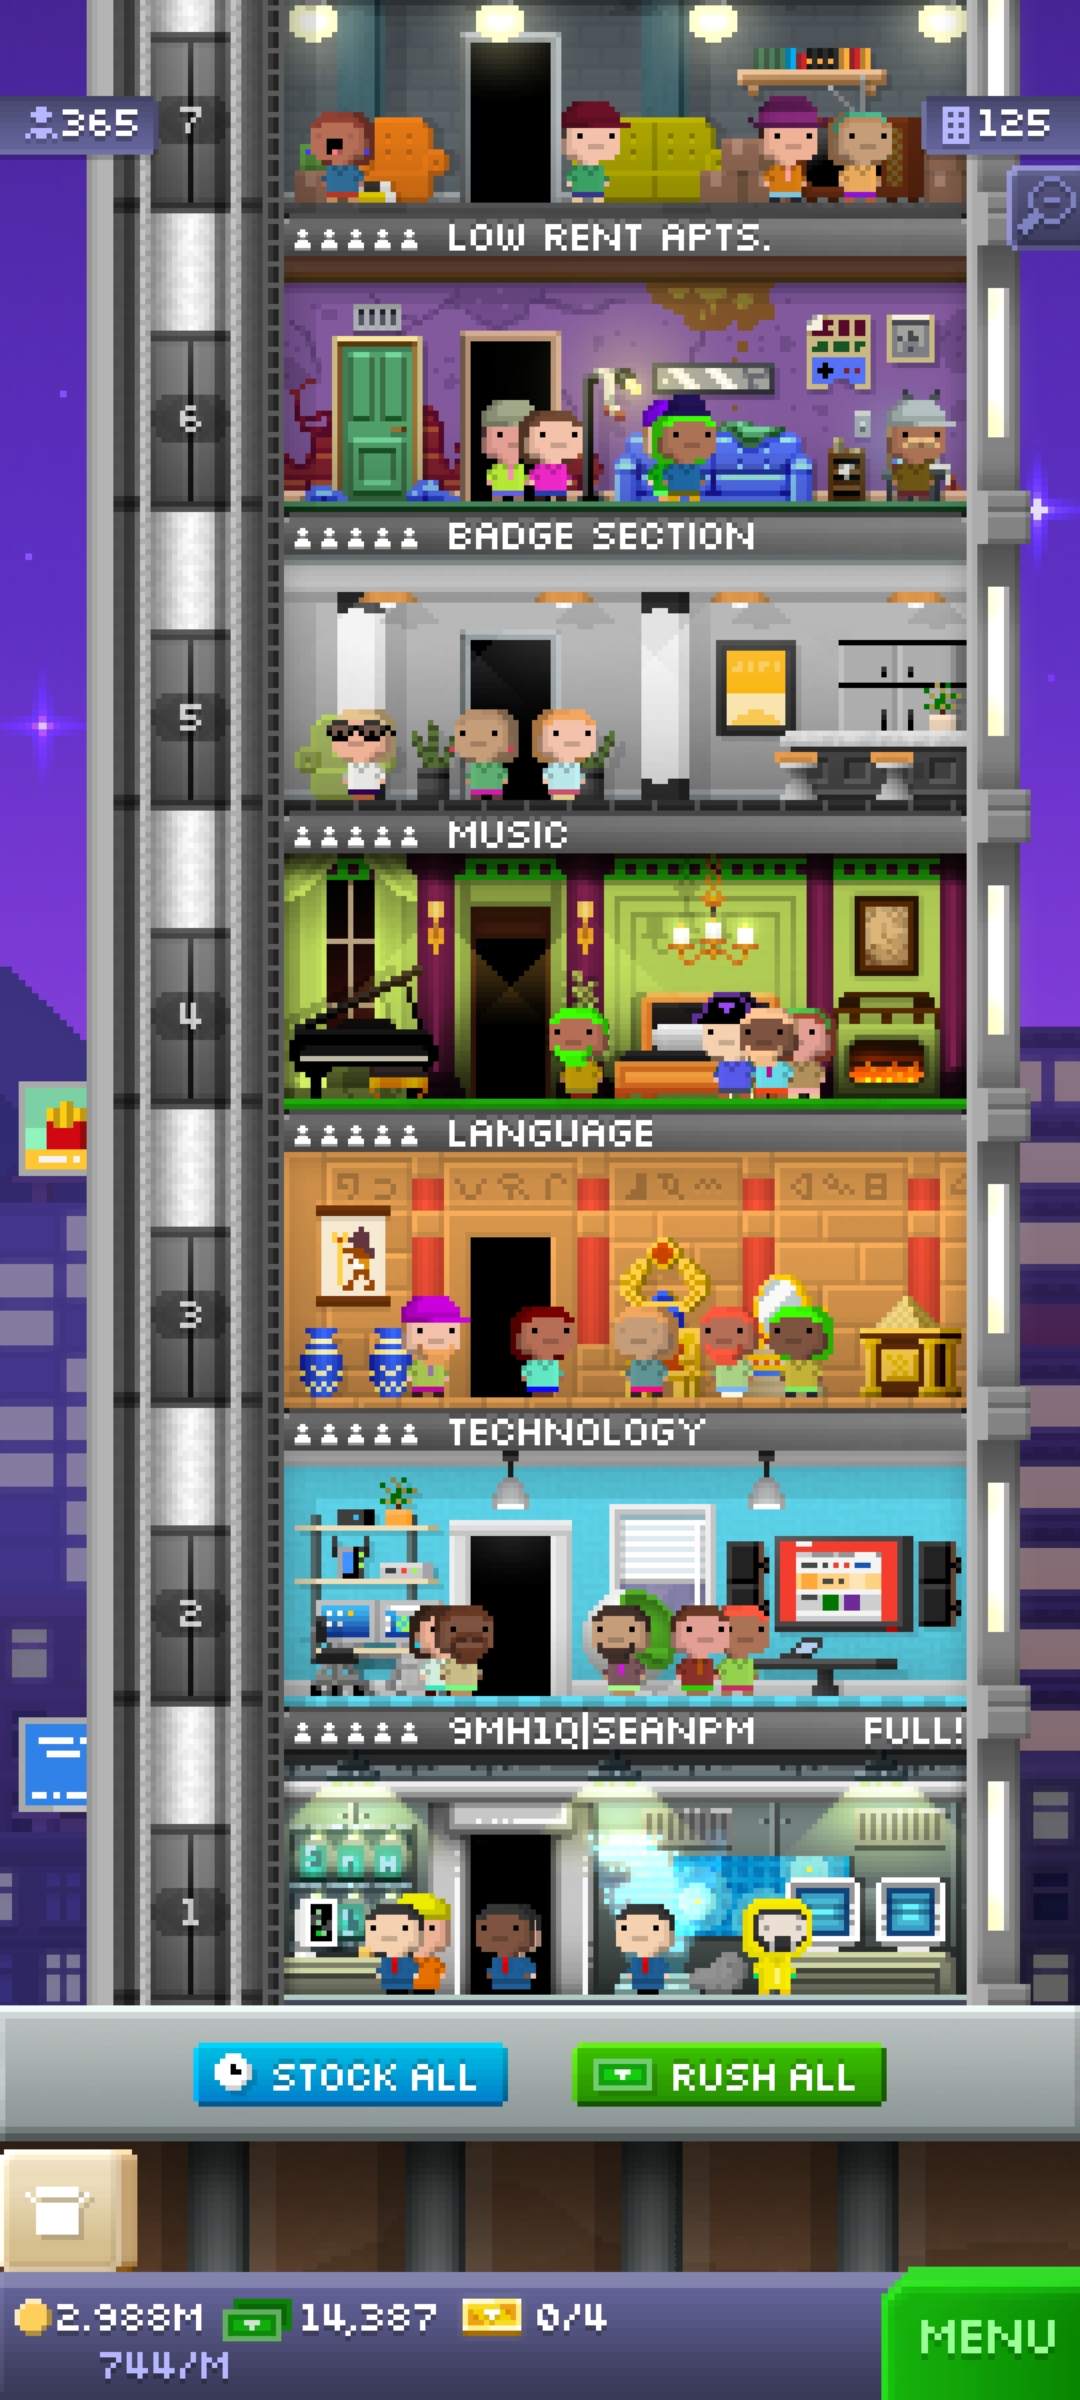 365
7
125
LOW RENT APTS.
6
BADGE SECTION
5
MUSIC
4
LANGUAGE
3
TECHNOLOGY
2
9MH1Q|SEANPM FULL!
1
STOCK ALL
RUSH ALL
2.988M 14,387 0/4
744/M
MENU